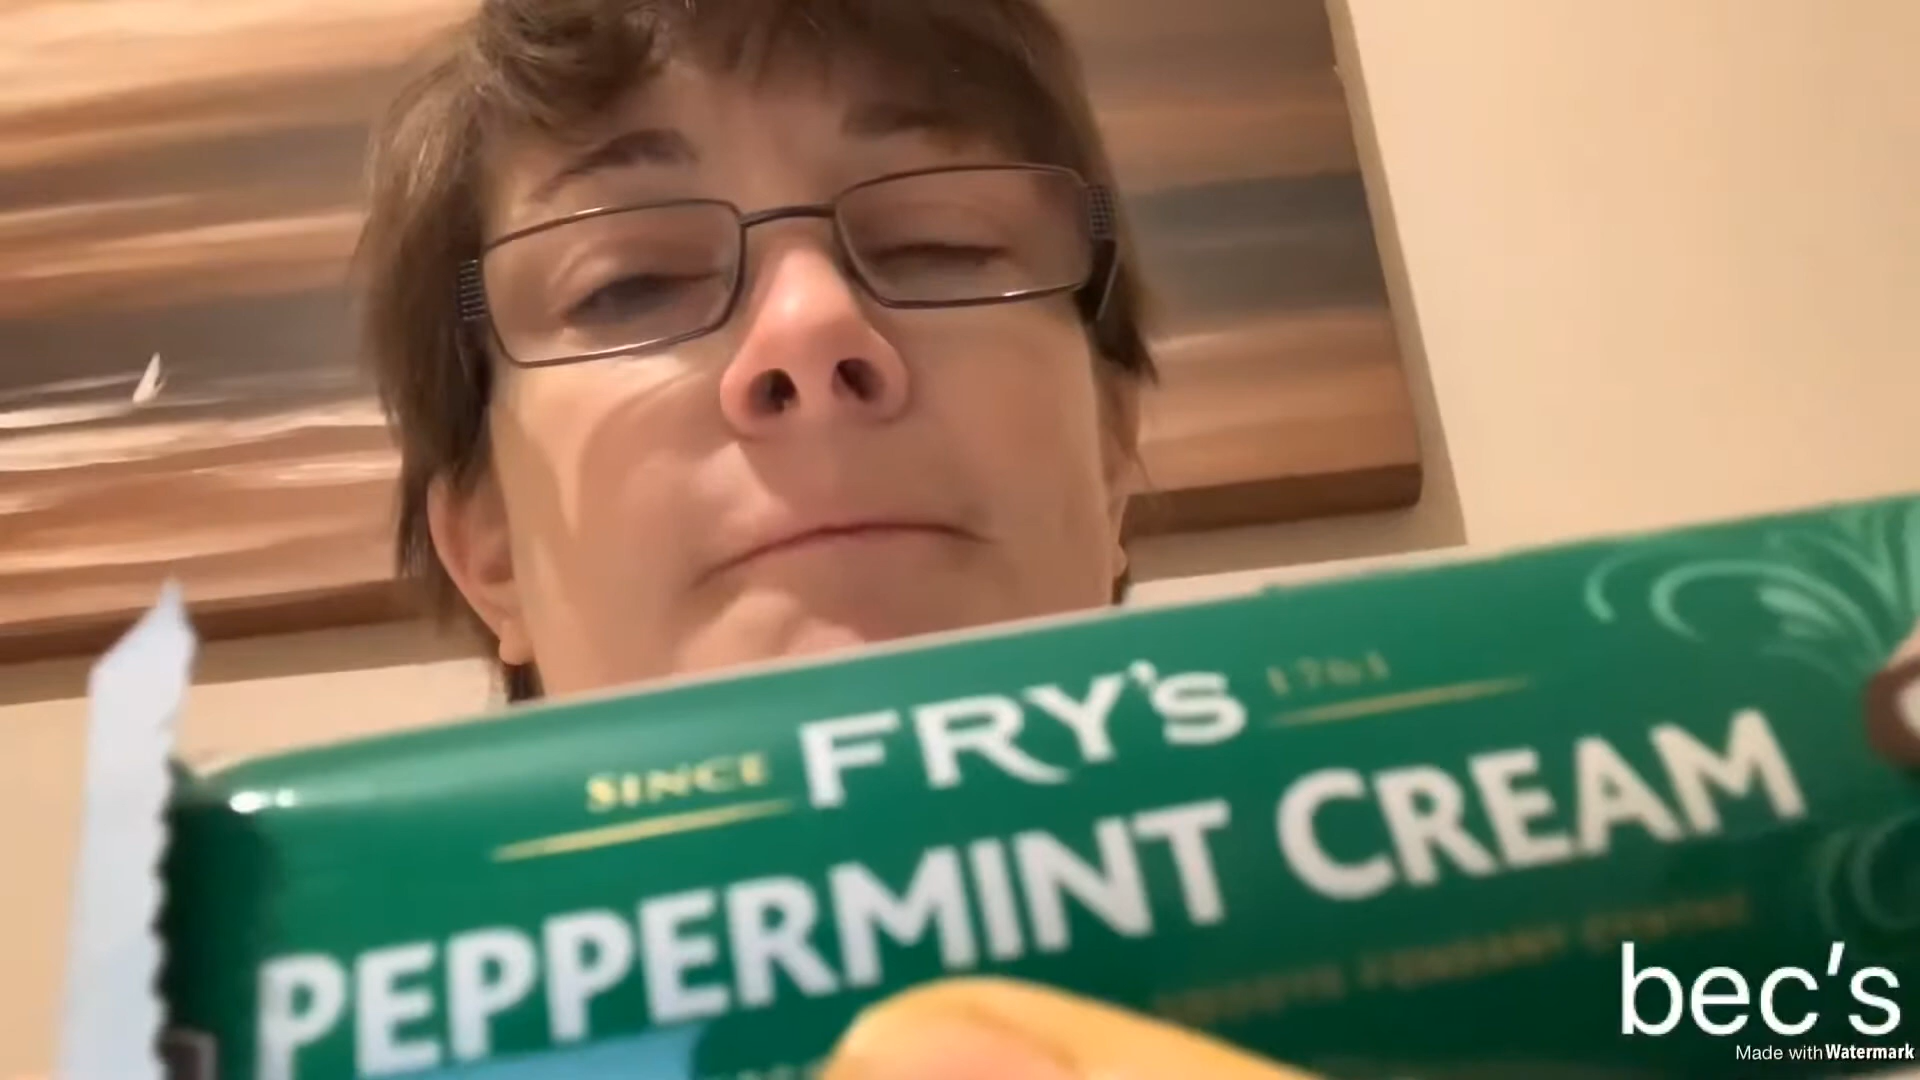 SINCE FRY'S 1761
PEPPERMINT CREAM
bec's
Made with Watermark